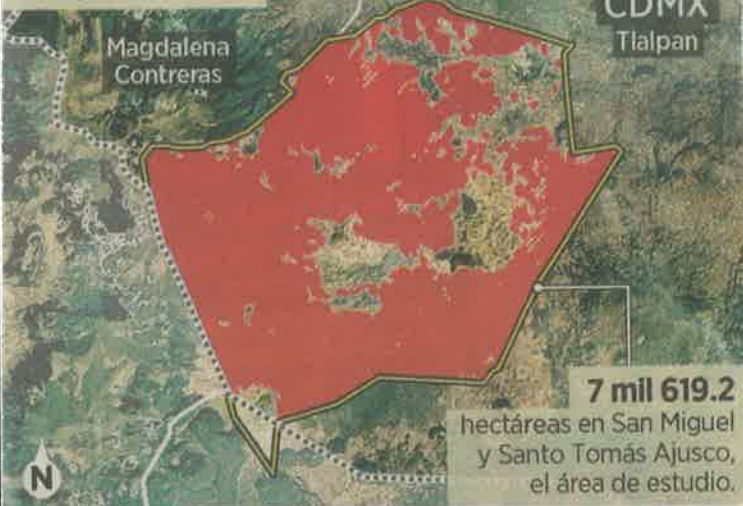 Magdalena
Contreras
CDMX
Tlalpan
7 mil 619.2
hectáreas en San Miguel
y Santo Tomás Ajusco,
el área de estudio.
N